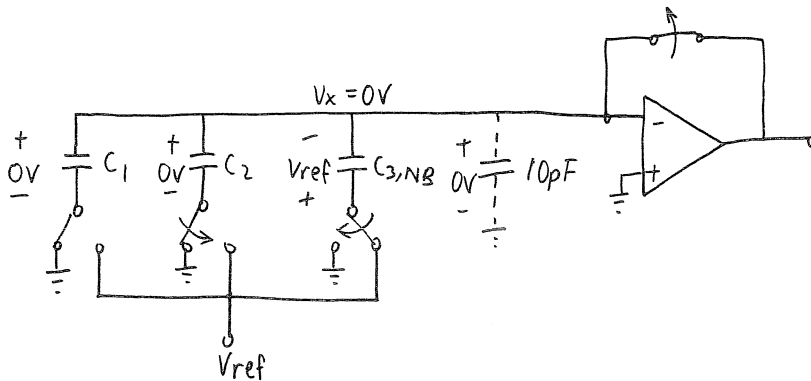 Vx = 0V
+
0V
-
C1
+
0V
-
C2
-
Vref
+
C3,NB
+
0V
-
10pF
-
+
Vref